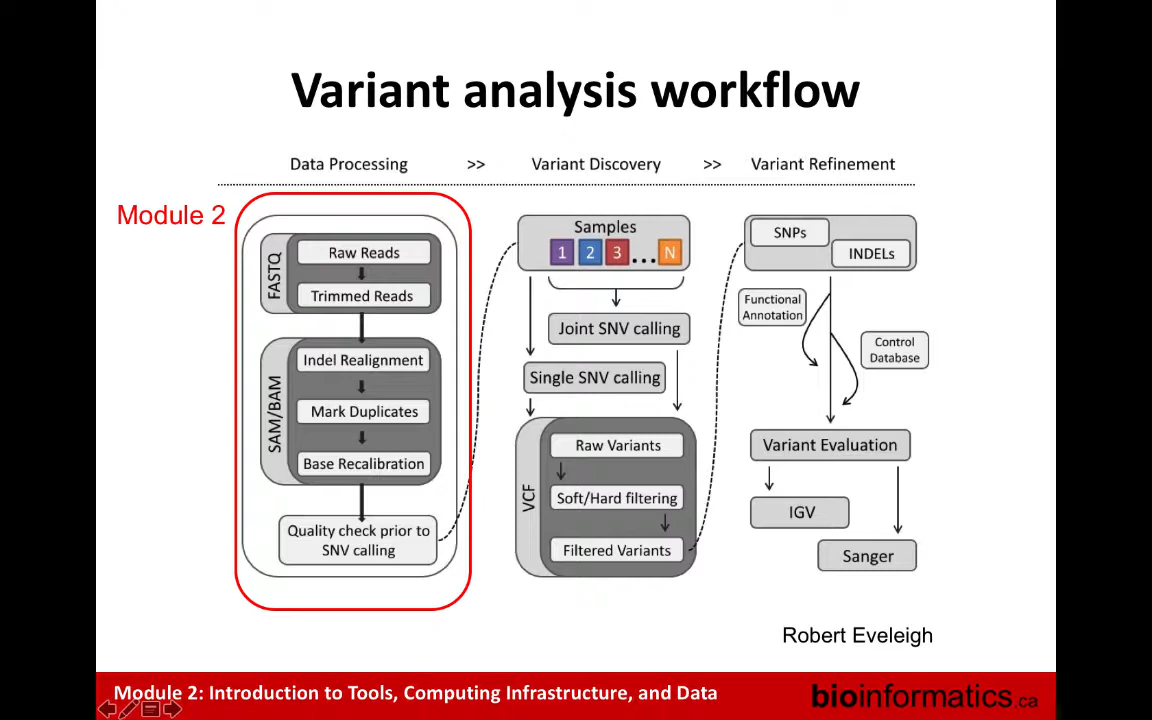 Variant analysis workflow
Data Processing >> Variant Discovery >> Variant Refinement
Module 2
FASTQ
Raw Reads
Trimmed Reads
SAM/BAM
Indel Realignment
Mark Duplicates
Base Recalibration
Quality check prior to
SNV calling
Samples
1 2 3 ... N
Joint SNV calling
Single SNV calling
VCF
Raw Variants
Soft/Hard filtering
Filtered Variants
SNPs
INDELs
Functional
Annotation
Control
Database
Variant Evaluation
IGV
Sanger
Robert Eveleigh
Module 2: Introduction to Tools, Computing Infrastructure, and Data
bioinformatics.ca